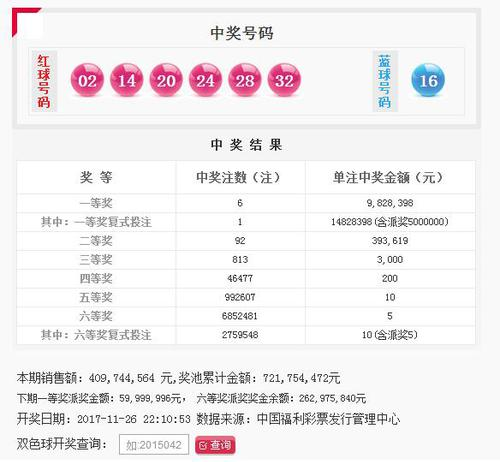 中奖号码
红球号码 02 14 20 24 28 32 蓝球号码 16
中 奖 结 果
奖 等 中奖注数（注） 单注中奖金额（元）
一等奖 6 9,828,398
其中：一等奖复式投注 1 14828398(含派奖5000000)
二等奖 92 393,619
三等奖 813 3,000
四等奖 46477 200
五等奖 992607 10
六等奖 6852481 5
其中：六等奖复式投注 2759548 10(含派奖5)
本期销售额：409,744,564 元,奖池累计金额：721,754,472元
下期一等奖派奖金额：59,999,996元， 六等奖派奖奖金余额：262,975,840元
开奖日期：2017-11-26 22:10:53 数据来源：中国福利彩票发行管理中心
双色球开奖查询： 如:2015042 查询